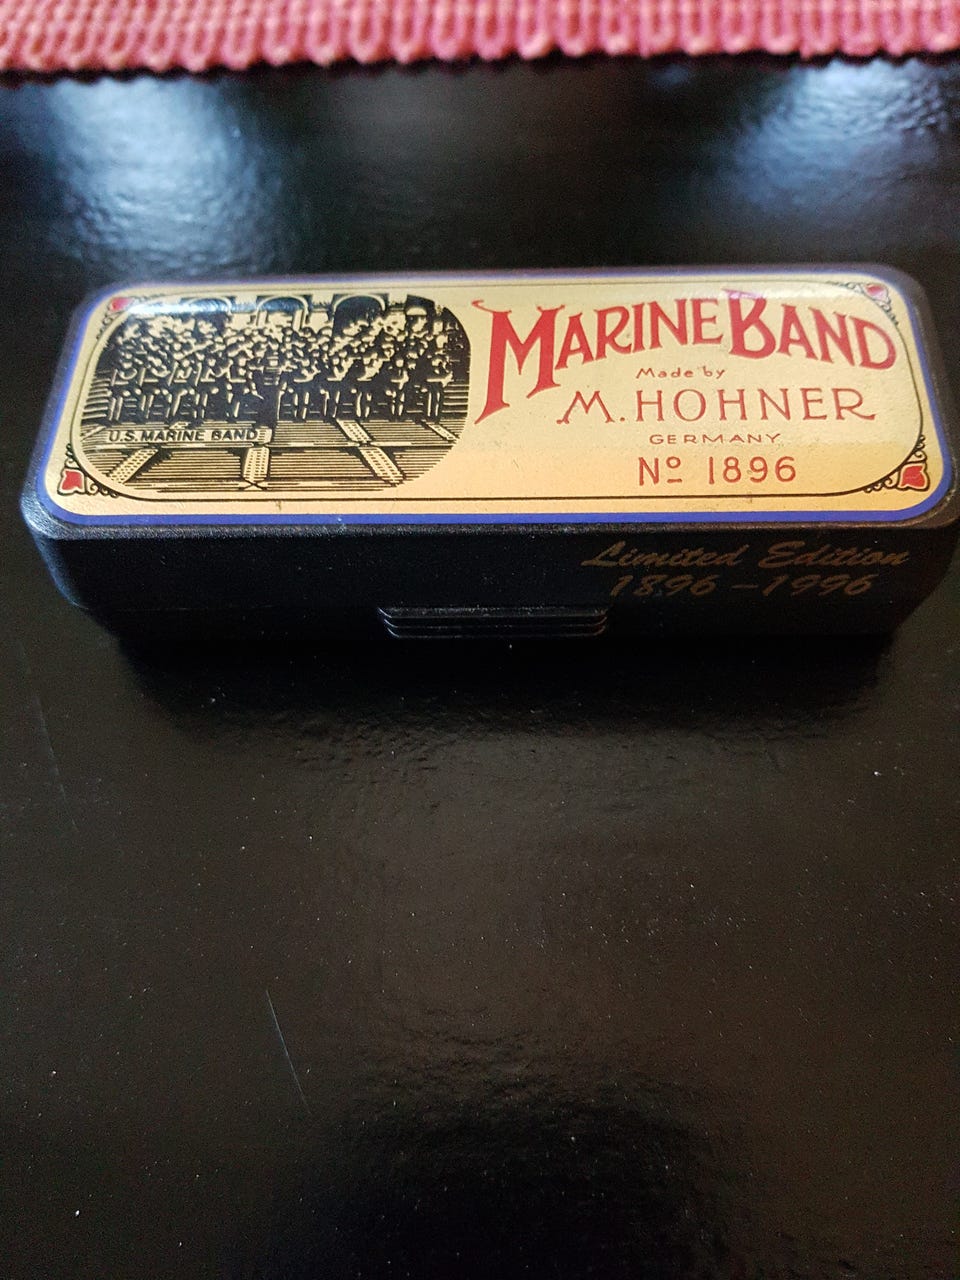 U.S. MARINE BAND
MARINE BAND
Made by
M. HOHNER
GERMANY
Nº 1896
Limited Edition
1896-1996